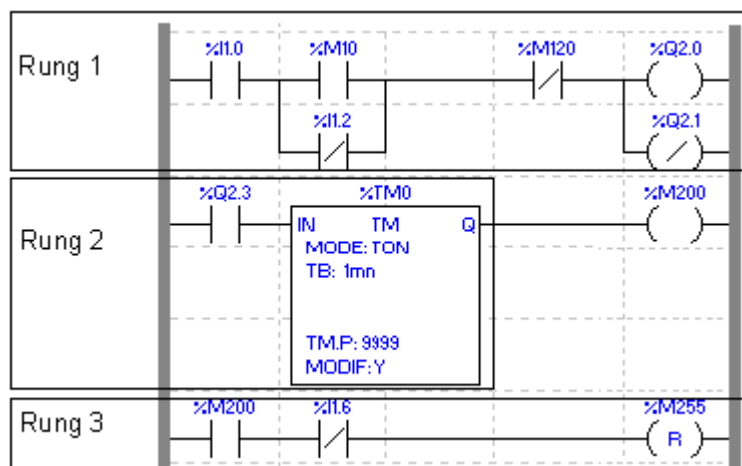 %I1.0 %M10 %M120 %Q2.0
Rung 1
%I1.2 %Q2.1
%Q2.3 %TM0 %M200
IN TM Q
Rung 2
MODE: TON
TB: 1mn
TM.P: 9999
MODIF: Y
%M200 %I1.6 %M255
Rung 3
R